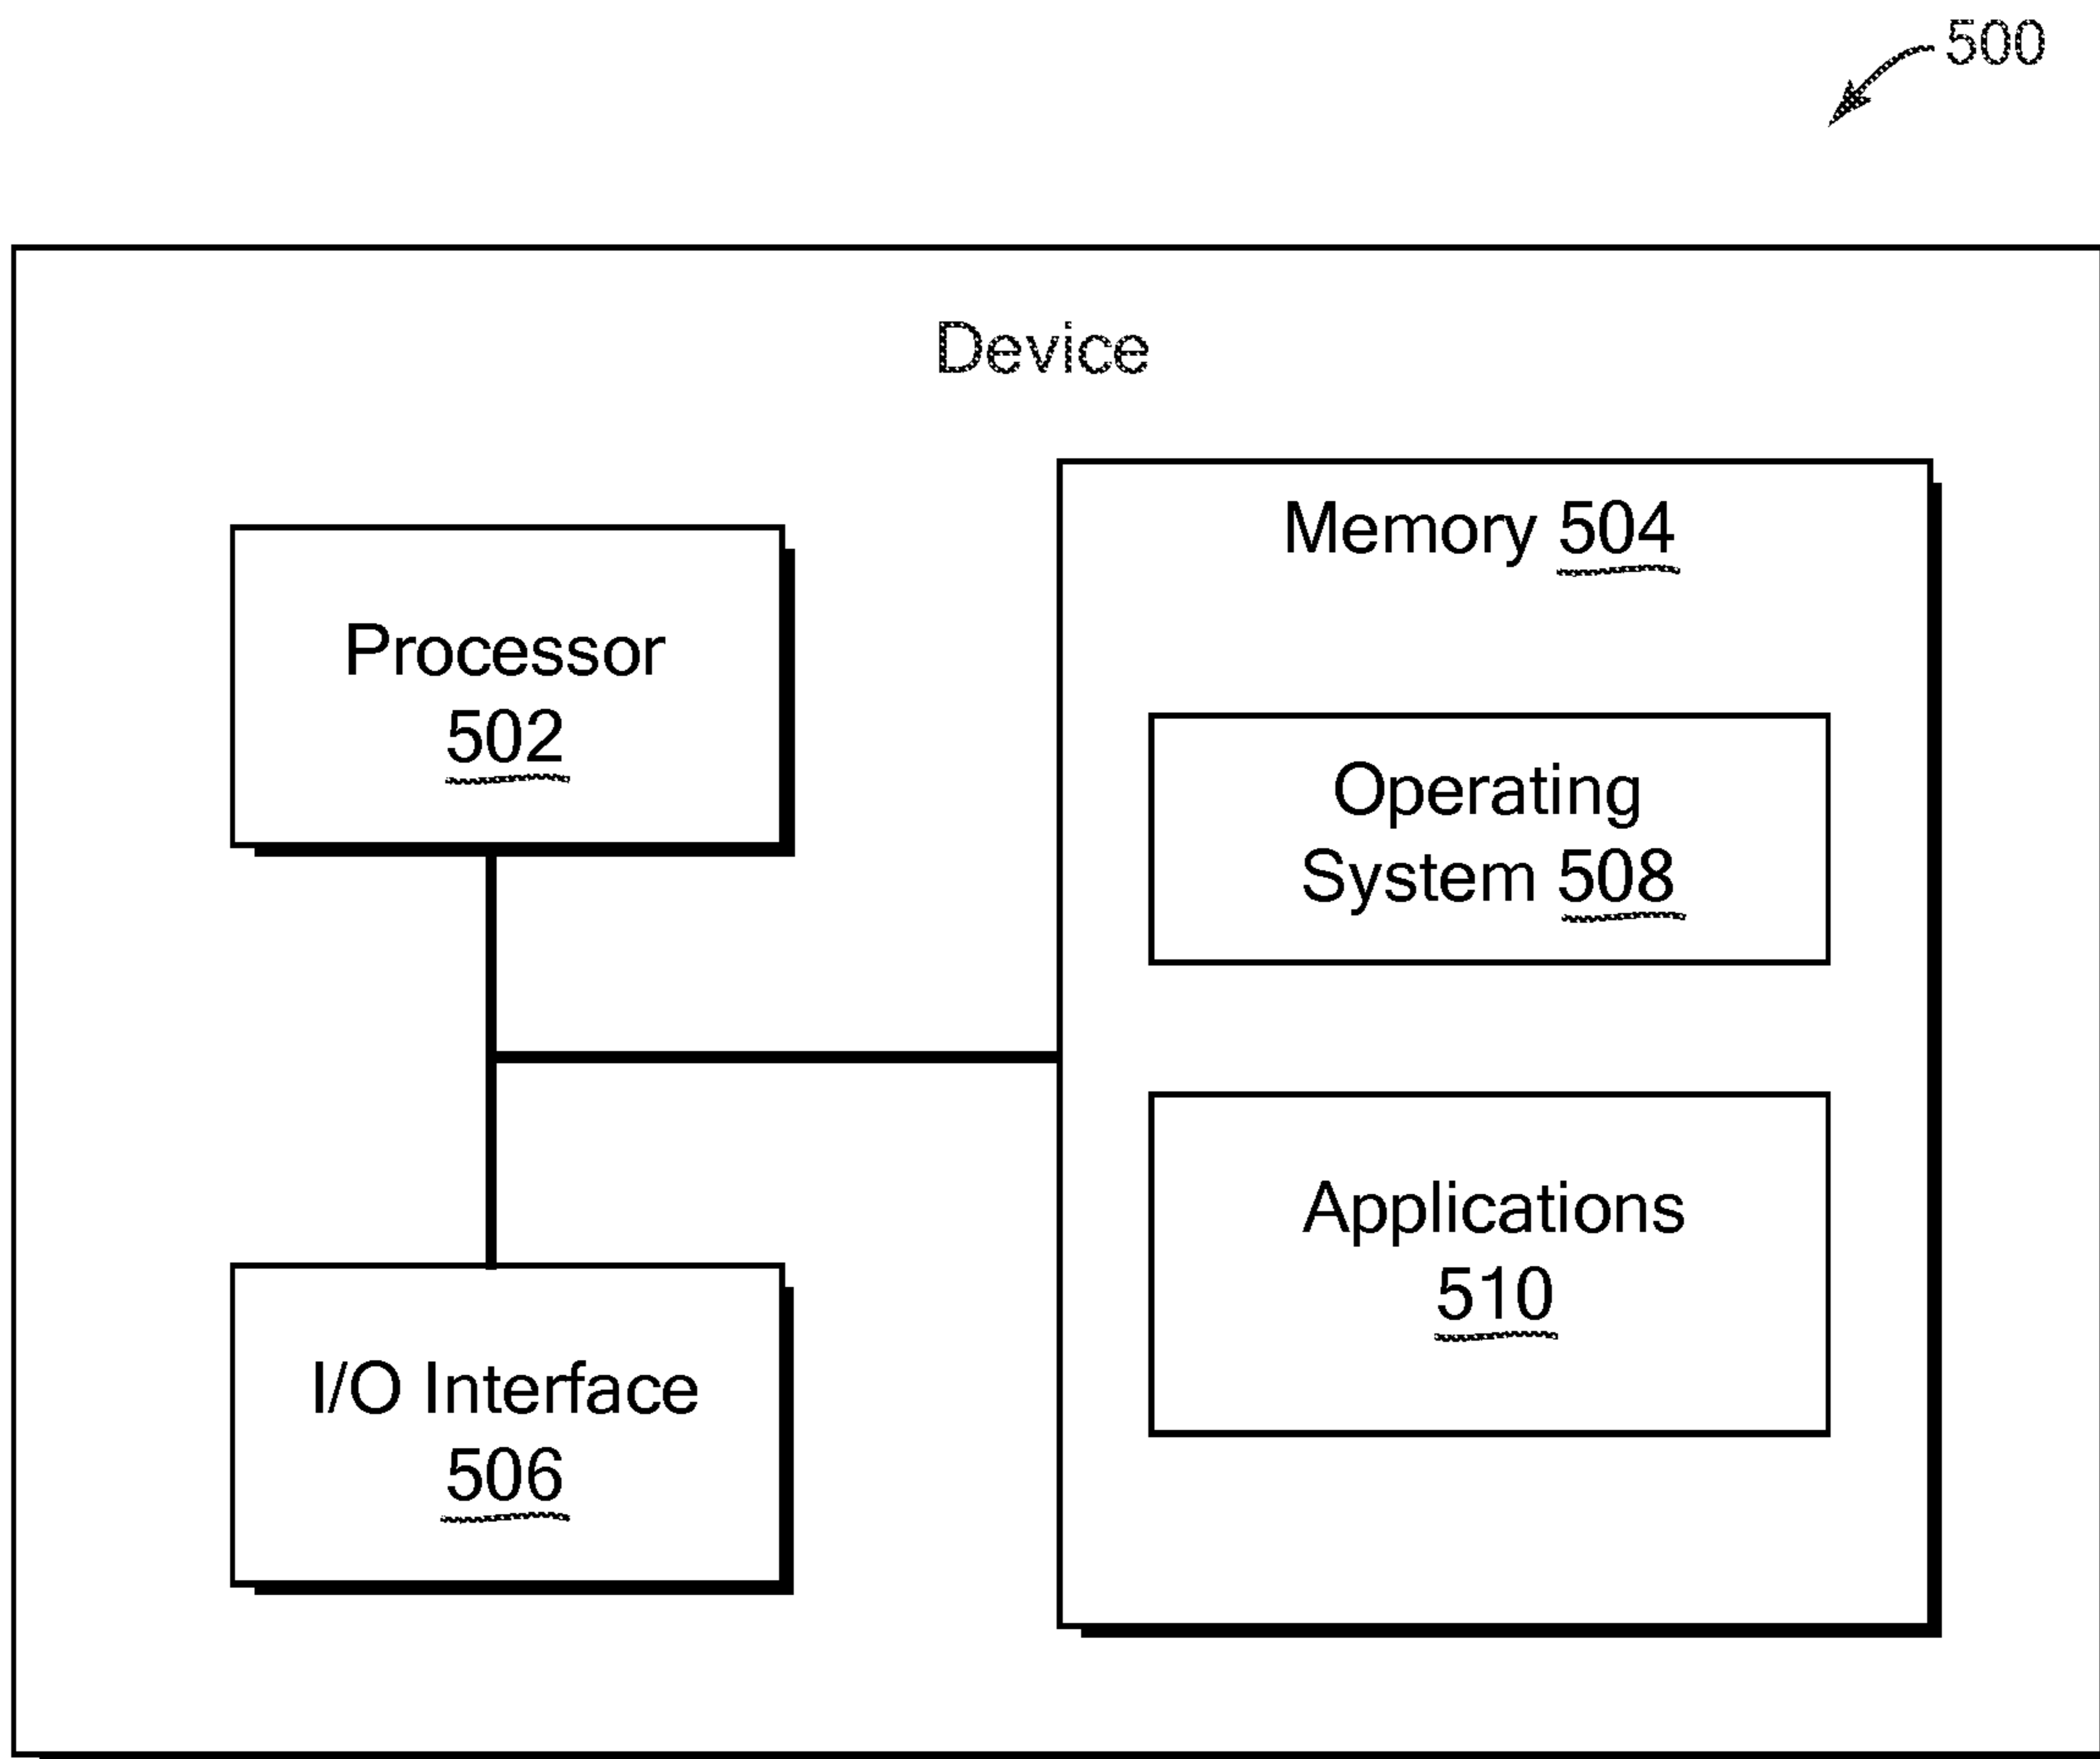 500
Device
Processor
502
Memory 504
Operating
System 508
Applications
510
I/O Interface
506